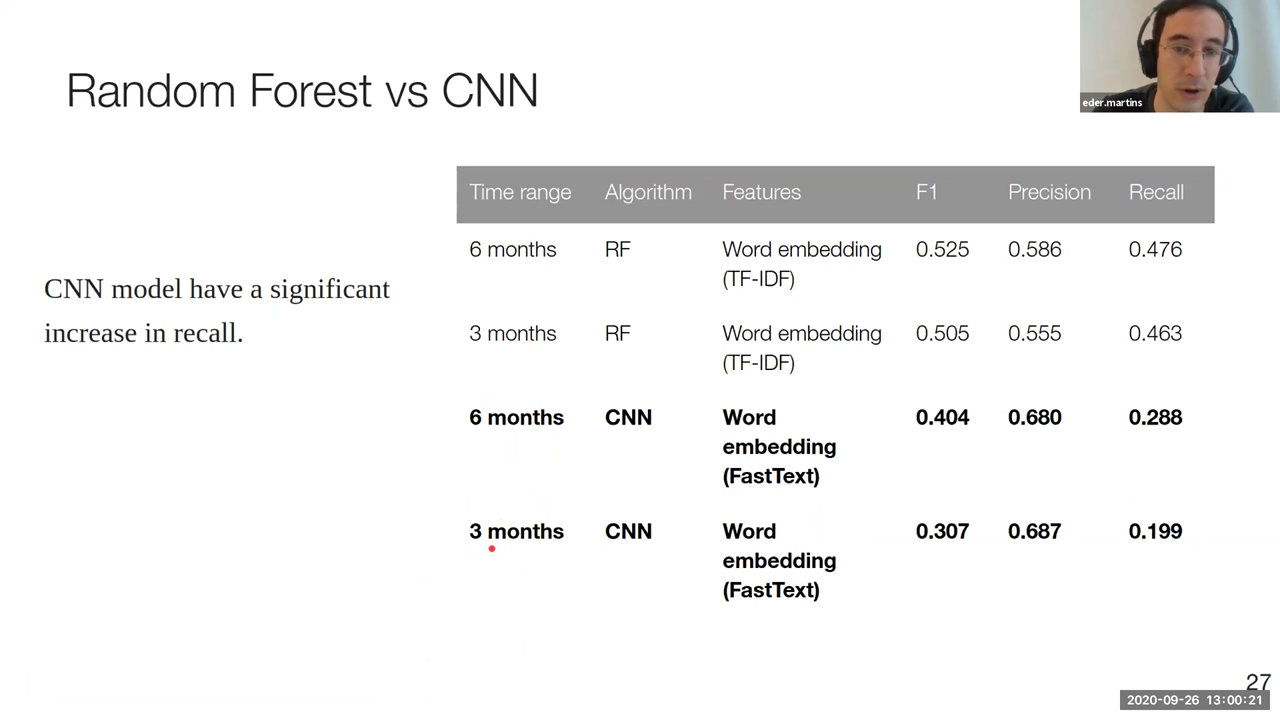 Random Forest vs CNN
eder.martins
CNN model have a significant
increase in recall.
Time range Algorithm Features F1 Precision Recall
6 months RF Word embedding 0.525 0.586 0.476
(TF-IDF)
3 months RF Word embedding 0.505 0.555 0.463
(TF-IDF)
6 months CNN Word 0.404 0.680 0.288
embedding
(FastText)
3 months CNN Word 0.307 0.687 0.199
embedding
(FastText)
27
2020-09-26 13:00:21